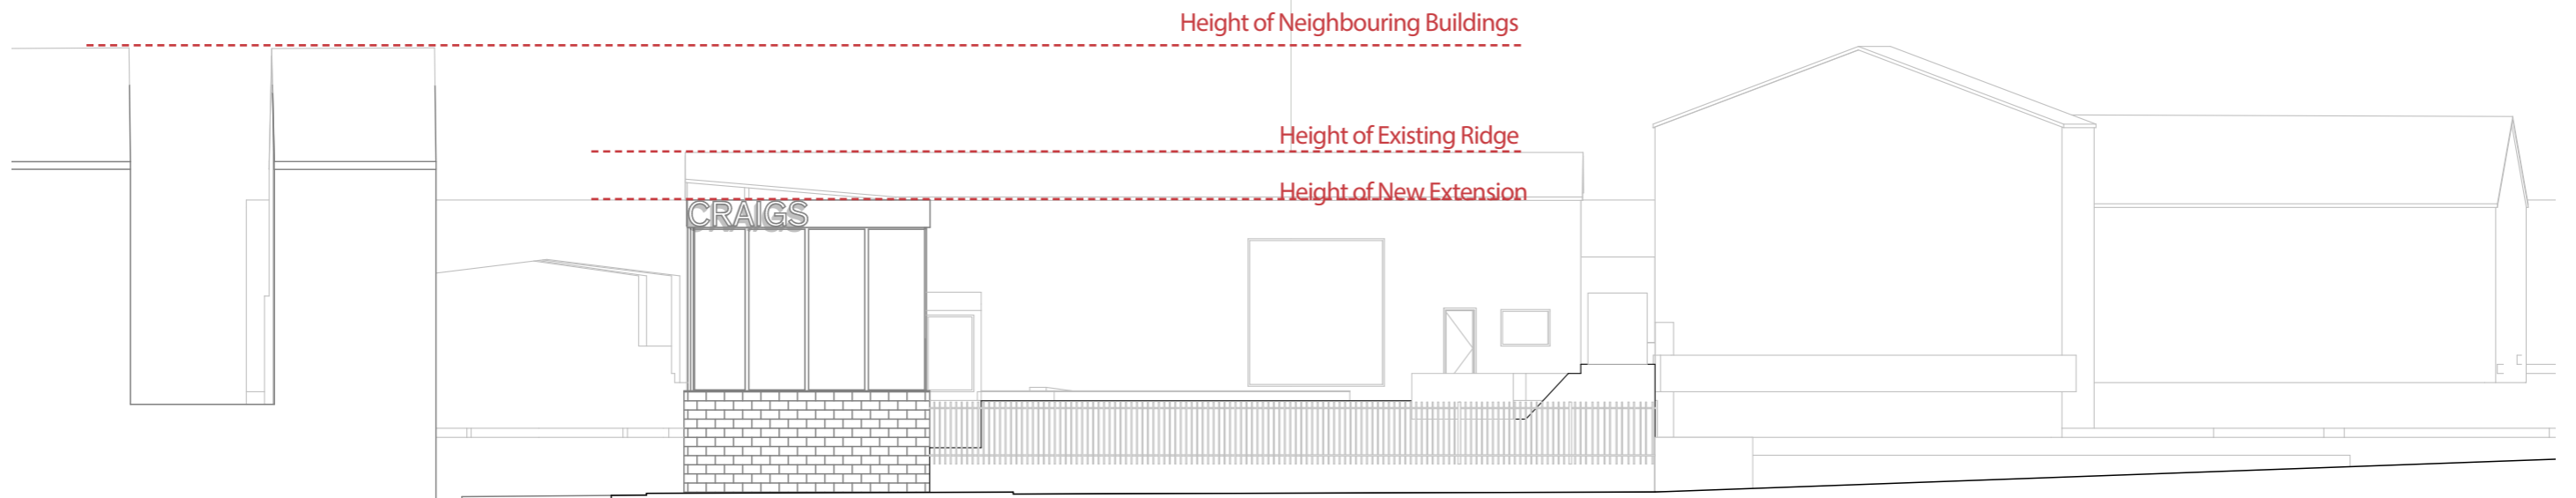 Height of Neighbouring Buildings
Height of Existing Ridge
Height of New Extension
CRAIGS